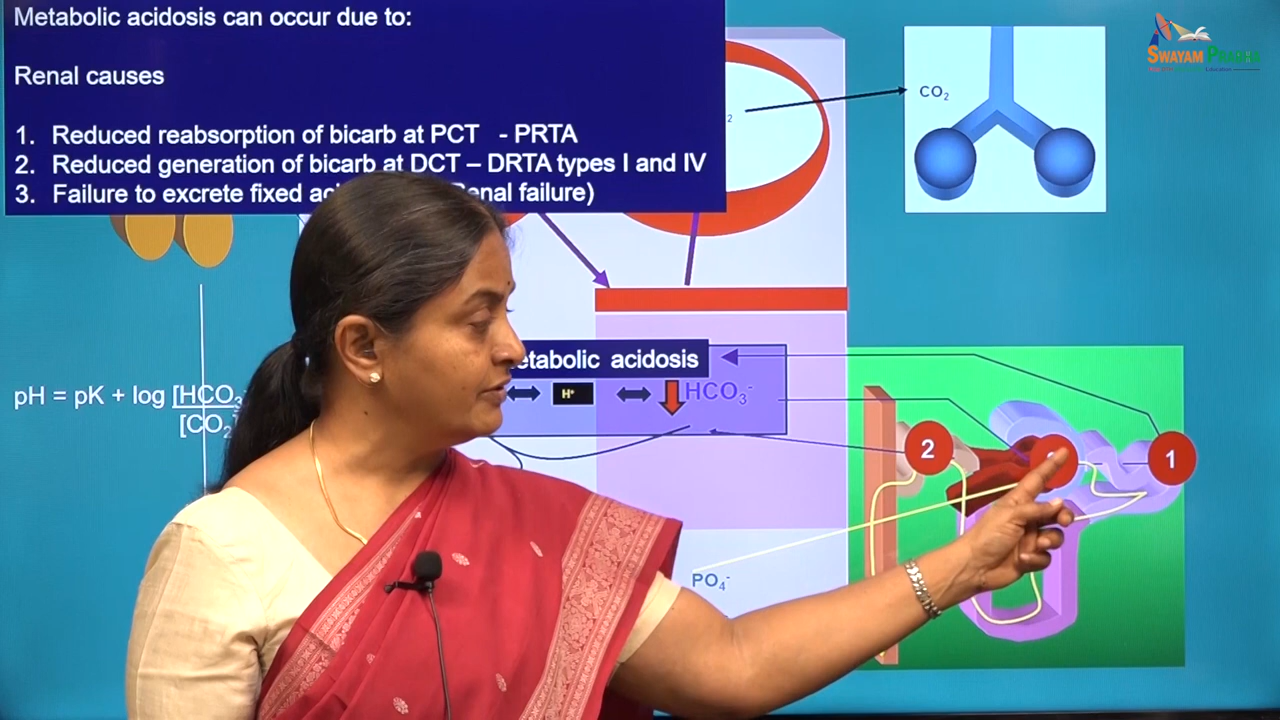 Metabolic acidosis can occur due to:
Renal causes
1. Reduced reabsorption of bicarb at PCT - PRTA
2. Reduced generation of bicarb at DCT – DRTA types I and IV
3. Failure to excrete fixed failure)
CO₂
SWAYAM PRABHA
acidosis
H⁺
HCO₃⁻
pH = pK + log [HCO₃
[CO₂
2
1
PO₄⁻